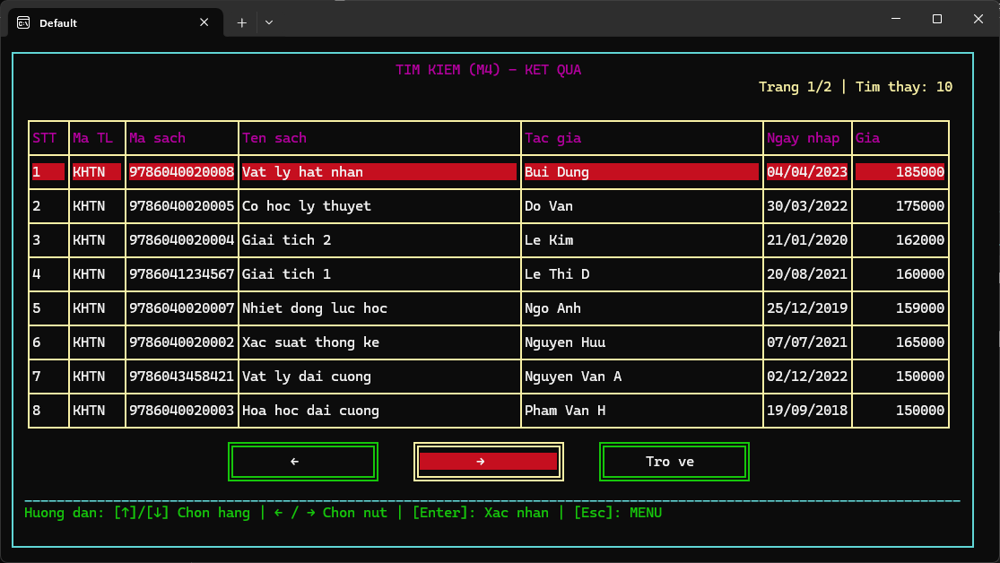 Default
TIM KIEM (M4) - KET QUA
Trang 1/2 | Tim thay: 10
STT Ma TL Ma sach Ten sach Tac gia Ngay nhap Gia
1 KHTN 9786040020008 Vat ly hat nhan Bui Dung 04/04/2023 185000
2 KHTN 9786040020005 Co hoc ly thuyet Do Van 30/03/2022 175000
3 KHTN 9786040020004 Giai tich 2 Le Kim 21/01/2020 162000
4 KHTN 9786041234567 Giai tich 1 Le Thi D 20/08/2021 160000
5 KHTN 9786040020007 Nhiet dong luc hoc Ngo Anh 25/12/2019 159000
6 KHTN 9786040020002 Xac suat thong ke Nguyen Huu 07/07/2021 165000
7 KHTN 9786043458421 Vat ly dai cuong Nguyen Van A 02/12/2022 150000
8 KHTN 9786040020003 Hoa hoc dai cuong Pham Van H 19/09/2018 150000
← → Tro ve
Huong dan: [↑]/[↓] Chon hang | ← / → Chon nut | [Enter]: Xac nhan | [Esc]: MENU